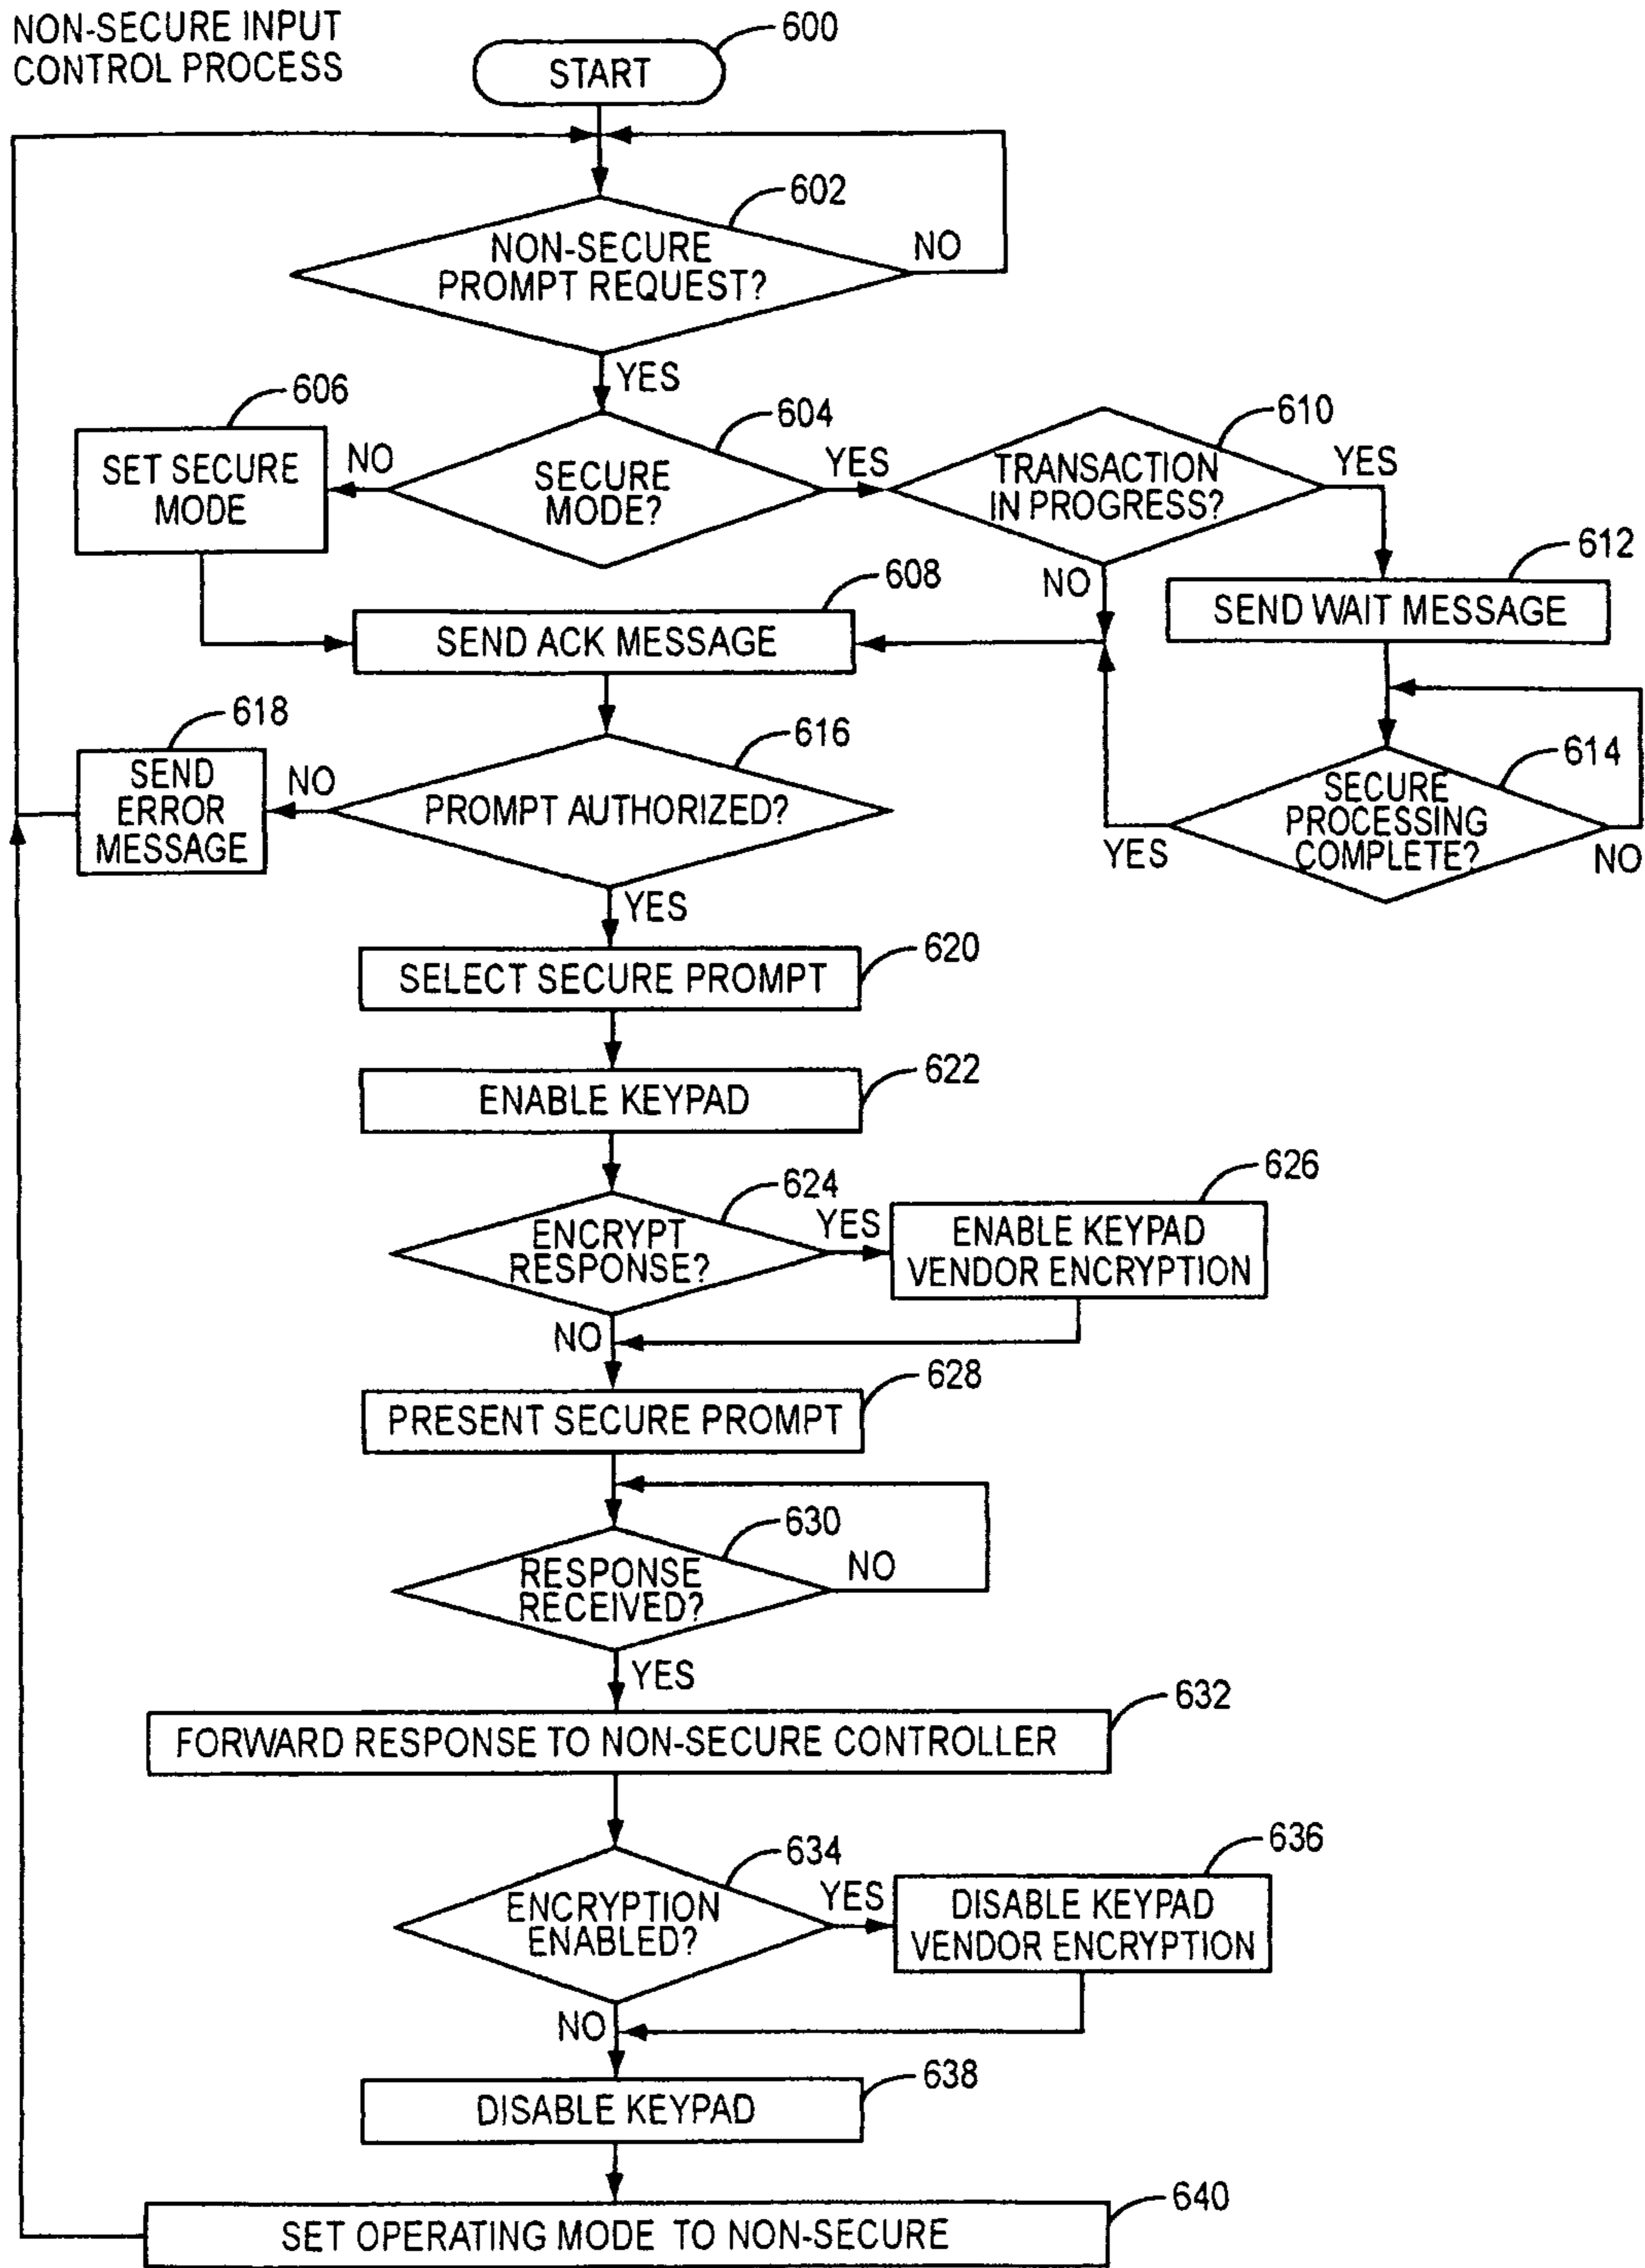 NON-SECURE INPUT
CONTROL PROCESS
600
START
602
NON-SECURE
PROMPT REQUEST?
NO
YES
606
604
610
SET SECURE
MODE
NO
SECURE
MODE?
YES
TRANSACTION
IN PROGRESS?
YES
608
NO
612
SEND ACK MESSAGE
SEND WAIT MESSAGE
618
616
614
SEND
ERROR
MESSAGE
NO
PROMPT AUTHORIZED?
SECURE
PROCESSING
COMPLETE?
YES
NO
YES
620
SELECT SECURE PROMPT
622
ENABLE KEYPAD
624
626
ENCRYPT
RESPONSE?
YES
ENABLE KEYPAD
VENDOR ENCRYPTION
NO
628
PRESENT SECURE PROMPT
630
RESPONSE
RECEIVED?
NO
YES
632
FORWARD RESPONSE TO NON-SECURE CONTROLLER
634
636
ENCRYPTION
ENABLED?
YES
DISABLE KEYPAD
VENDOR ENCRYPTION
NO
638
DISABLE KEYPAD
640
SET OPERATING MODE TO NON-SECURE